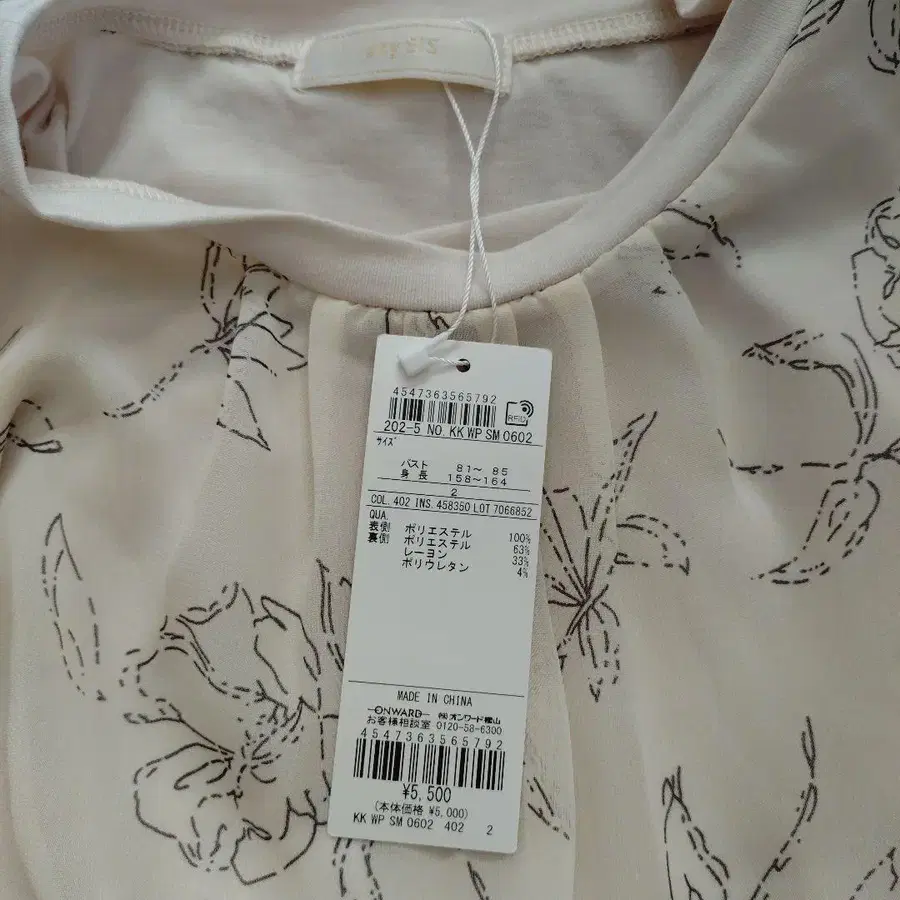 4547363565792
RFID
202-5 NO. KK WP SM 0602
サイズ
バスト 81〜 85
身 長 158〜164
2
COL. 402 INS. 458350 LOT 7066852
QUA.
表側 ポリエステル 100%
裏側 ポリエステル 63%
レーヨン 33%
ポリウレタン 4%
MADE IN CHINA
ONWARD ㈱オンワード樫山
お客様相談室 0120-58-6300
4547363565792
¥5,500
(本体価格 ¥5,000)
KK WP SM 0602 402 2